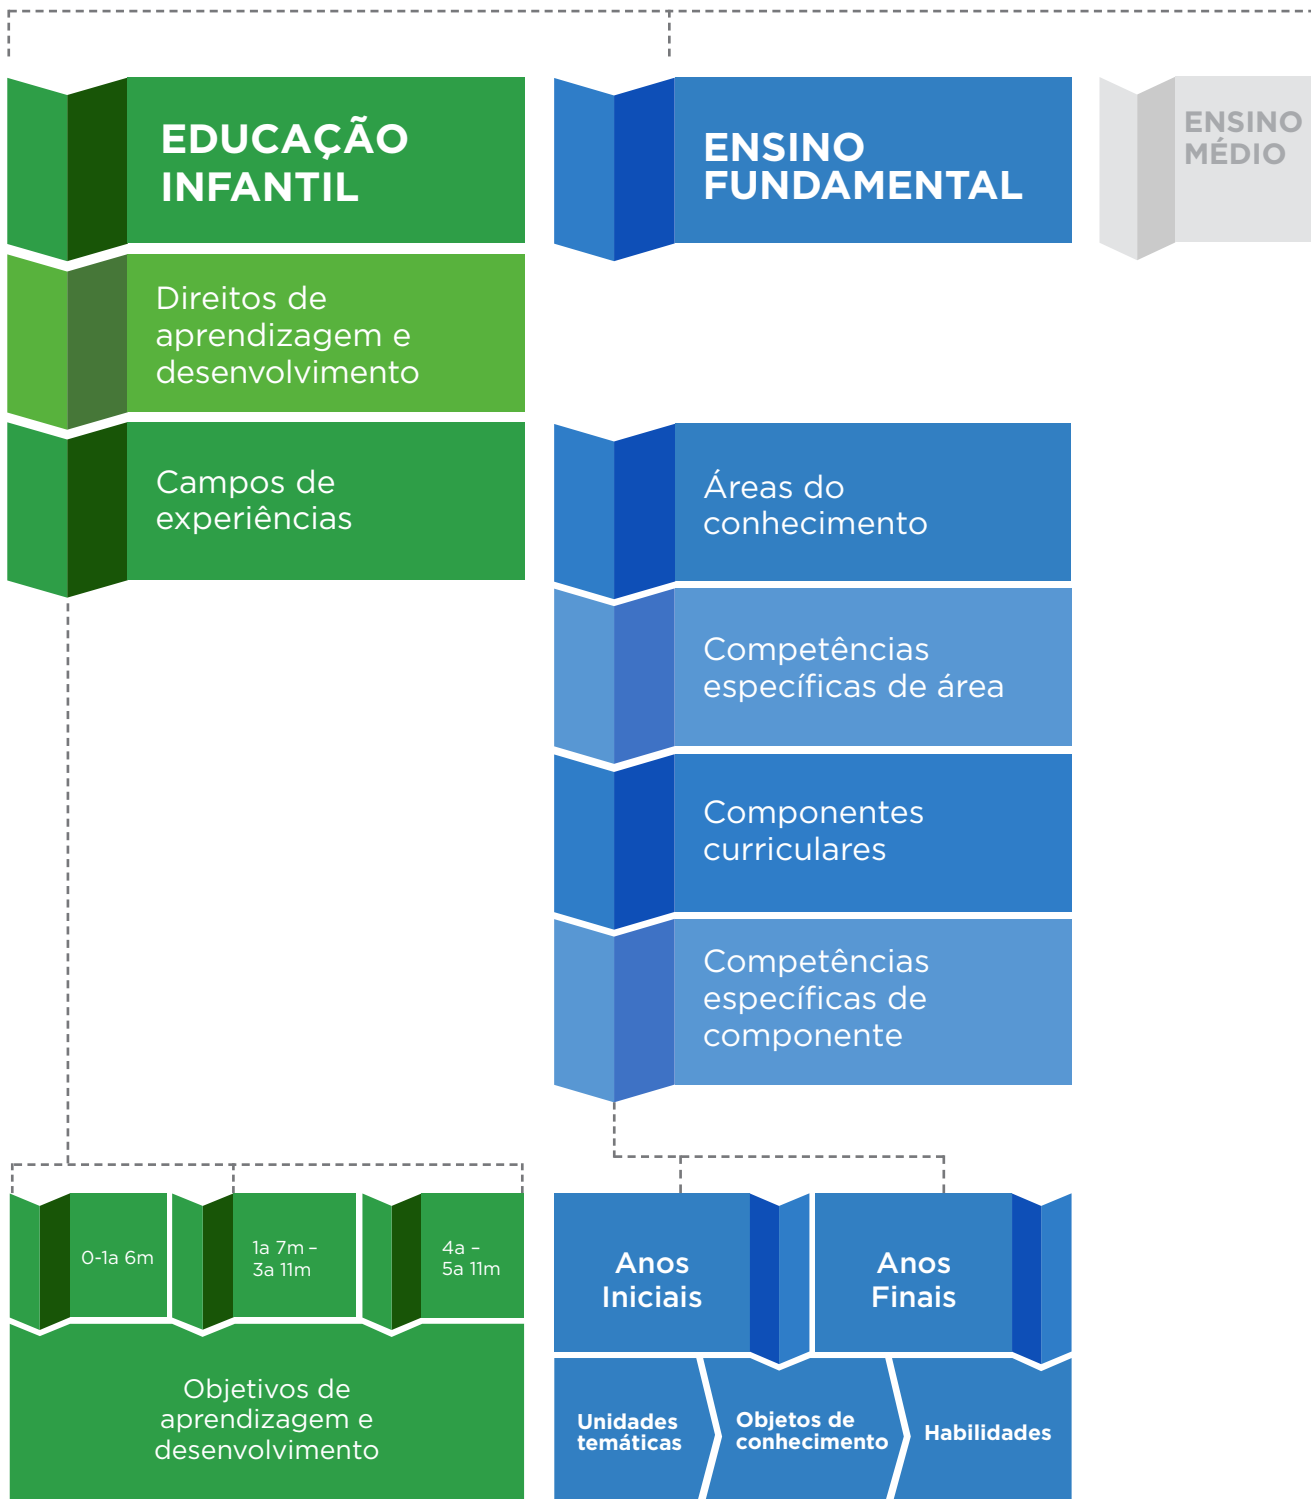 EDUCAÇÃO
INFANTIL
Direitos de
aprendizagem e
desenvolvimento
Campos de
experiências
0-1a 6m
1a 7m –
3a 11m
4a –
5a 11m
Objetivos de
aprendizagem e
desenvolvimento
ENSINO
FUNDAMENTAL
Áreas do
conhecimento
Competências
específicas de área
Componentes
curriculares
Competências
específicas de
componente
Anos
Iniciais
Anos
Finais
Unidades
temáticas
Objetos de
conhecimento
Habilidades
ENSINO
MÉDIO